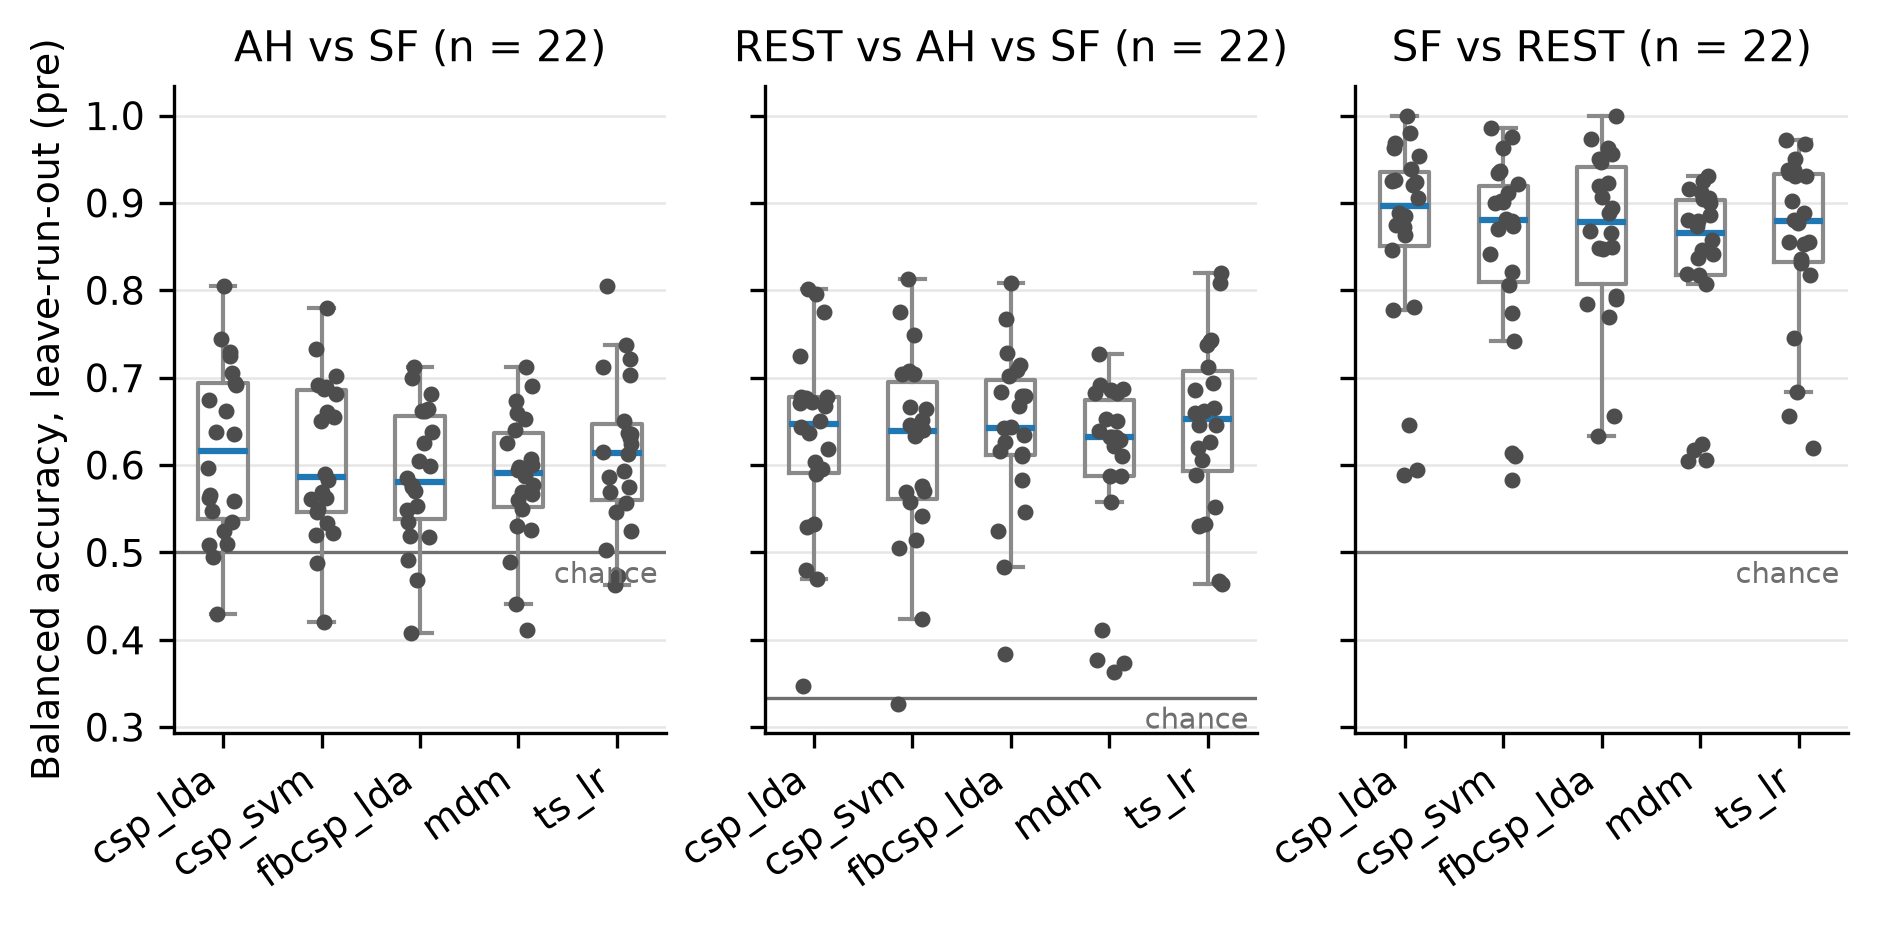 AH vs SF (n = 22)
REST vs AH vs SF (n = 22)
SF vs REST (n = 22)
Balanced accuracy, leave-run-out (pre)
1.0
0.9
0.8
0.7
0.6
0.5
0.4
0.3
chance
chance
chance
csp_lda
csp_svm
fbcsp_lda
mdm
ts_lr
csp_lda
csp_svm
fbcsp_lda
mdm
ts_lr
csp_lda
csp_svm
fbcsp_lda
mdm
ts_lr